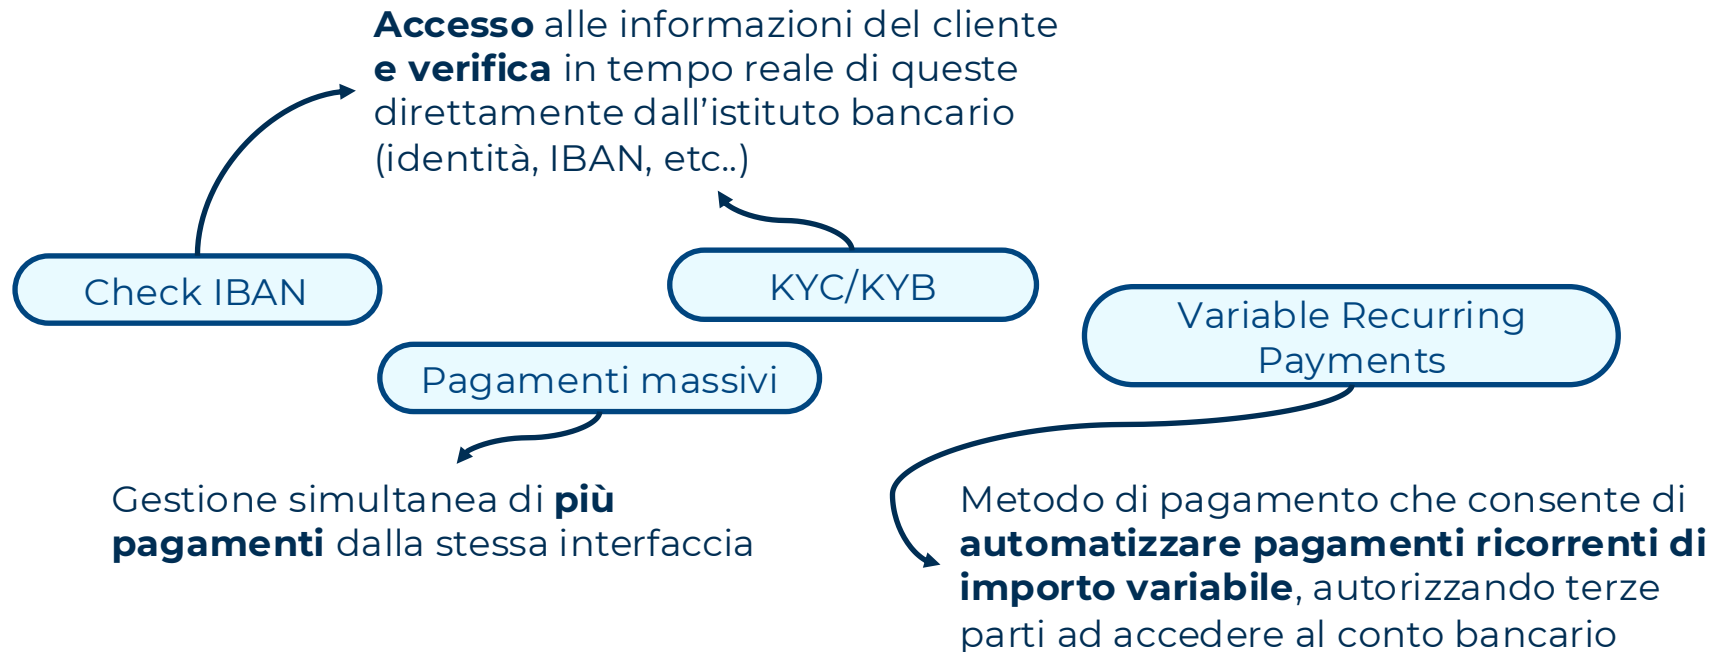 Accesso alle informazioni del cliente
e verifica in tempo reale di queste
direttamente dall'istituto bancario
(identità, IBAN, etc..)
Check IBAN
KYC/KYB
Variable Recurring
Payments
Pagamenti massivi
Gestione simultanea di più
pagamenti dalla stessa interfaccia
Metodo di pagamento che consente di
automatizzare pagamenti ricorrenti di
importo variabile, autorizzando terze
parti ad accedere al conto bancario